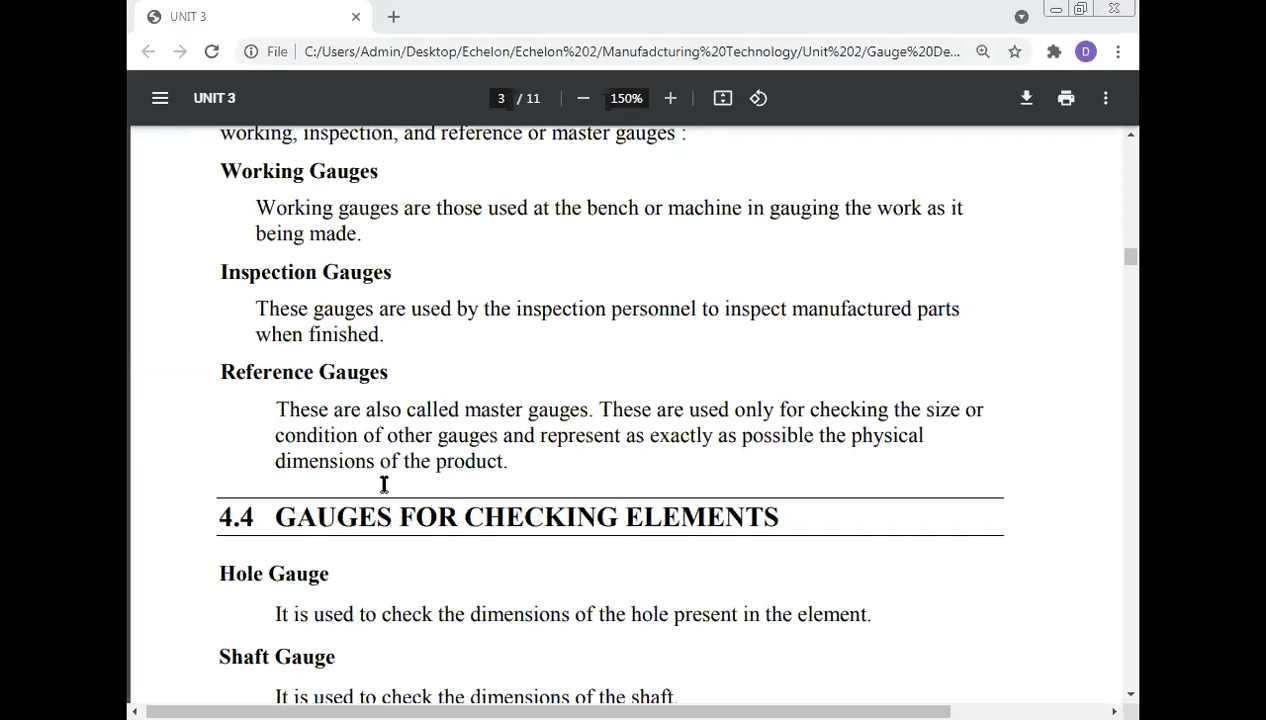 UNIT 3
File
C:/Users/Admin/Desktop/Echelon/Echelon%202/Manufadcturing%20Technology/Unit%202/Gauge%20De...
D
UNIT 3
3 / 11
150%
working, inspection, and reference or master gauges :
Working Gauges
Working gauges are those used at the bench or machine in gauging the work as it
being made.
Inspection Gauges
These gauges are used by the inspection personnel to inspect manufactured parts
when finished.
Reference Gauges
These are also called master gauges. These are used only for checking the size or
condition of other gauges and represent as exactly as possible the physical
dimensions of the product.
4.4 GAUGES FOR CHECKING ELEMENTS
Hole Gauge
It is used to check the dimensions of the hole present in the element.
Shaft Gauge
It is used to check the dimensions of the shaft.